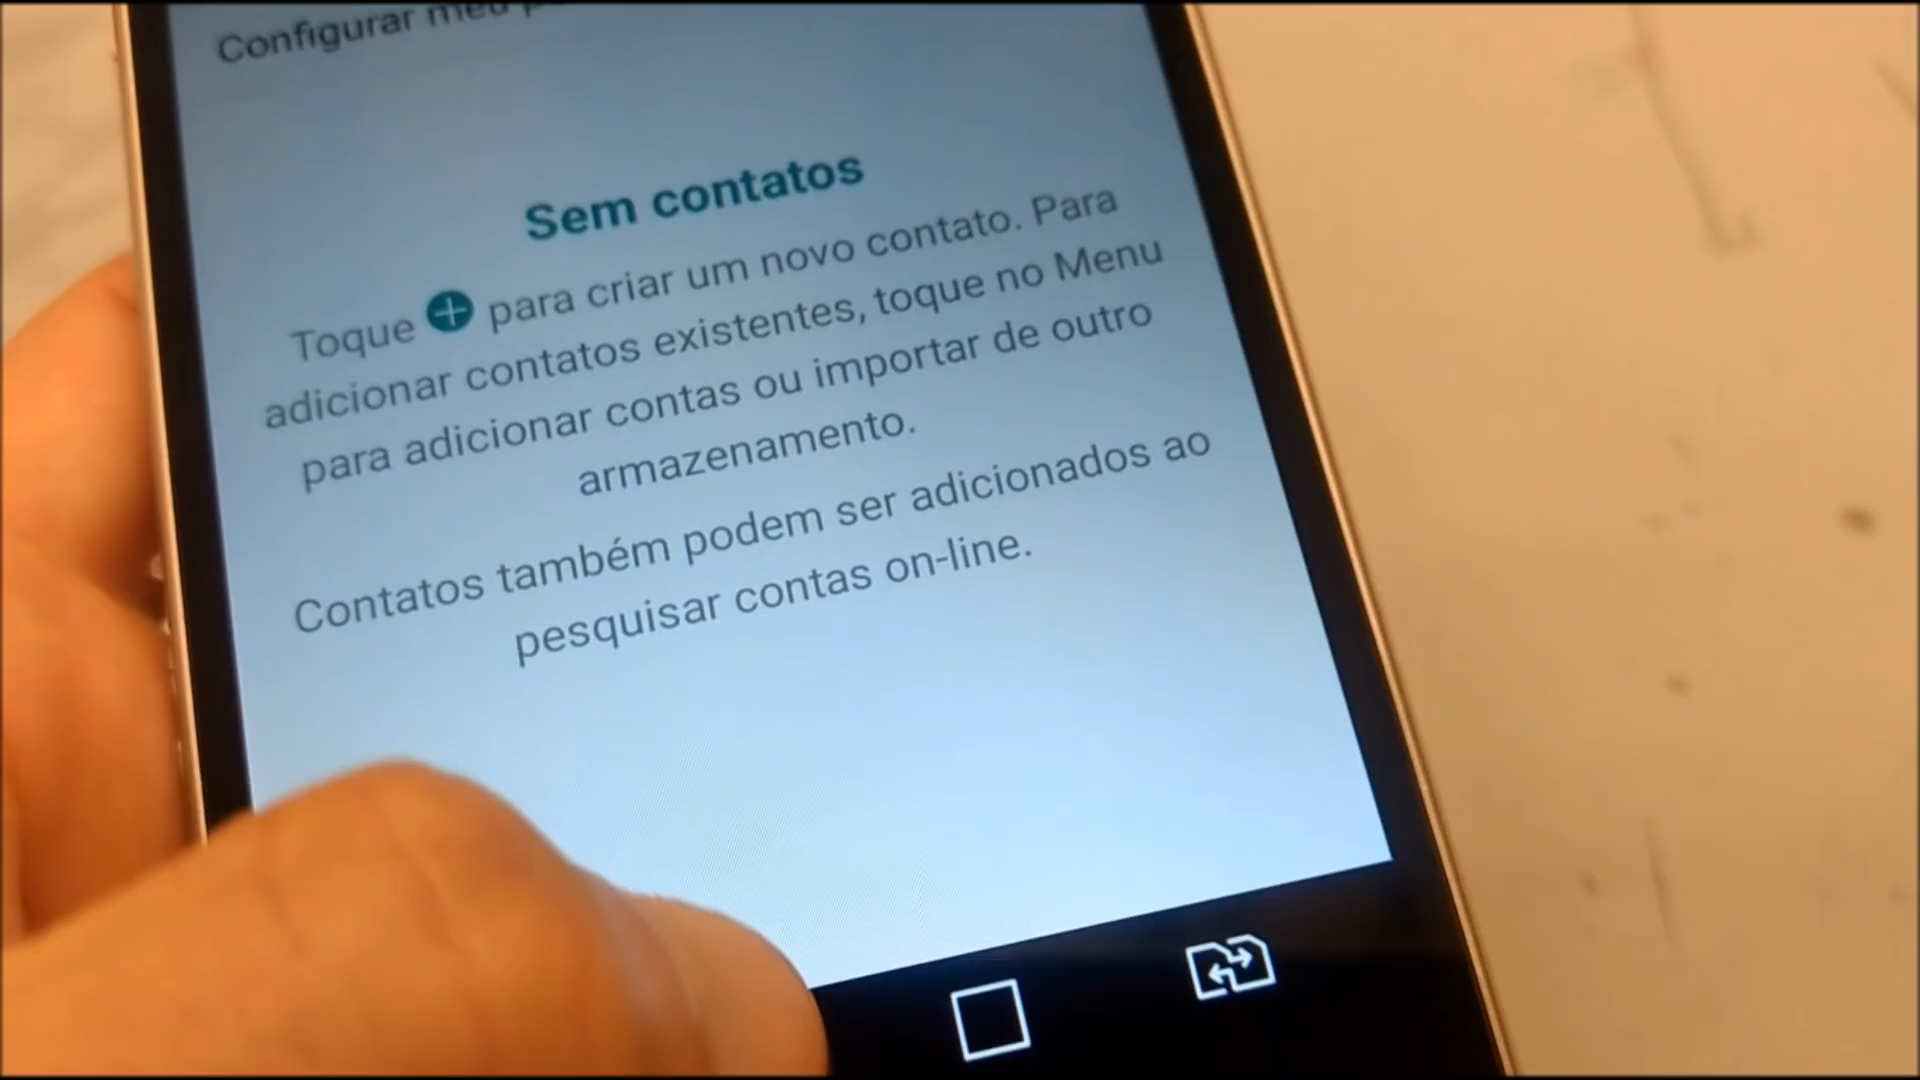 Configurar meu
Sem contatos
Toque + para criar um novo contato. Para
adicionar contatos existentes, toque no Menu
para adicionar contas ou importar de outro
armazenamento.
Contatos também podem ser adicionados ao
pesquisar contas on-line.